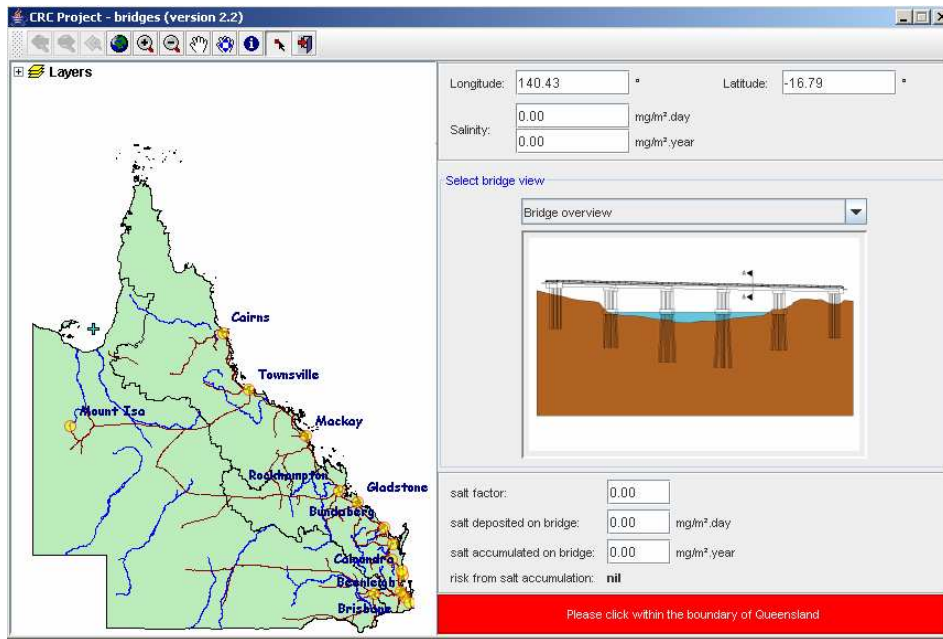 CRC Project - bridges (version 2.2)
Layers
Cairns
Townsville
Mount Isa
Mackay
Rockhampton
Gladstone
Bundaberg
Caloundra
Beenleigh
Brisbane
Longitude: 140.43 ° Latitude: -16.79 °
Salinity: 0.00 mg/m².day
0.00 mg/m².year
Select bridge view
Bridge overview
A
A
salt factor: 0.00
salt deposited on bridge: 0.00 mg/m².day
salt accumulated on bridge: 0.00 mg/m².year
risk from salt accumulation: nil
Please click within the boundary of Queensland